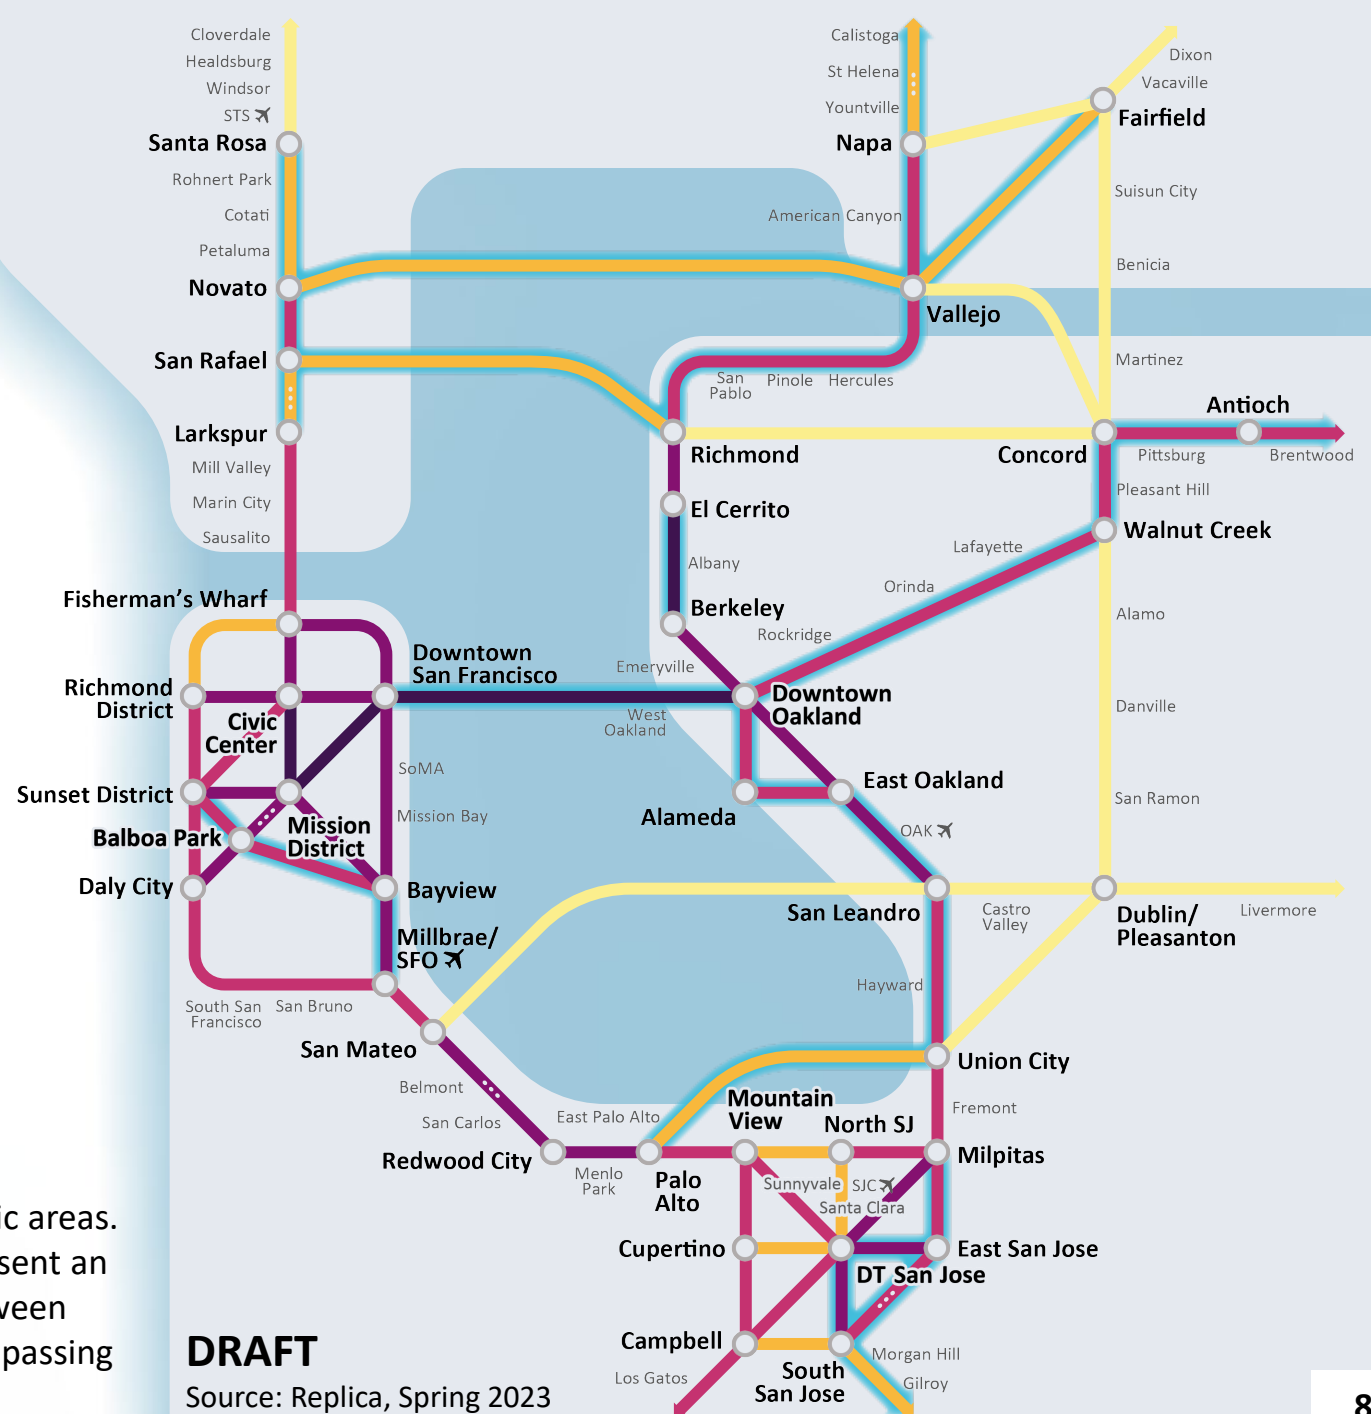 Cloverdale
Healdsburg
Windsor
STS
Santa Rosa
Rohnert Park
Cotati
Petaluma
Novato
San Rafael
Larkspur
Mill Valley
Marin City
Sausalito
Fisherman's Wharf
Calistoga
St Helena
Yountville
Napa
American Canyon
Vallejo
Dixon
Vacaville
Fairfield
Suisun City
Benicia
Martinez
San
Pablo
Pinole
Hercules
Richmond
El Cerrito
Albany
Berkeley
Emeryville
Antioch
Concord
Pittsburg
Brentwood
Pleasant Hill
Walnut Creek
Lafayette
Orinda
Rockridge
Alamo
Danville
San Ramon
Downtown
San Francisco
Richmond
District
Civic
Center
West
Oakland
Downtown
Oakland
SoMA
Sunset District
Mission Bay
Balboa Park
Mission
District
Daly City
Bayview
Alameda
East Oakland
OAK
San Leandro
Castro
Valley
Dublin/
Pleasanton
Livermore
Millbrae/
SFO
South San
Francisco
San Bruno
San Mateo
Hayward
Union City
Belmont
San Carlos
East Palo Alto
Redwood City
Menlo
Park
Palo
Alto
Mountain
View
North SJ
Fremont
Milpitas
Sunnyvale
SJC
Santa Clara
Cupertino
East San Jose
DT San Jose
Campbell
Los Gatos
South
San Jose
Morgan Hill
Gilroy
ic areas.
sent an
veen
passing
DRAFT
Source: Replica, Spring 2023
8